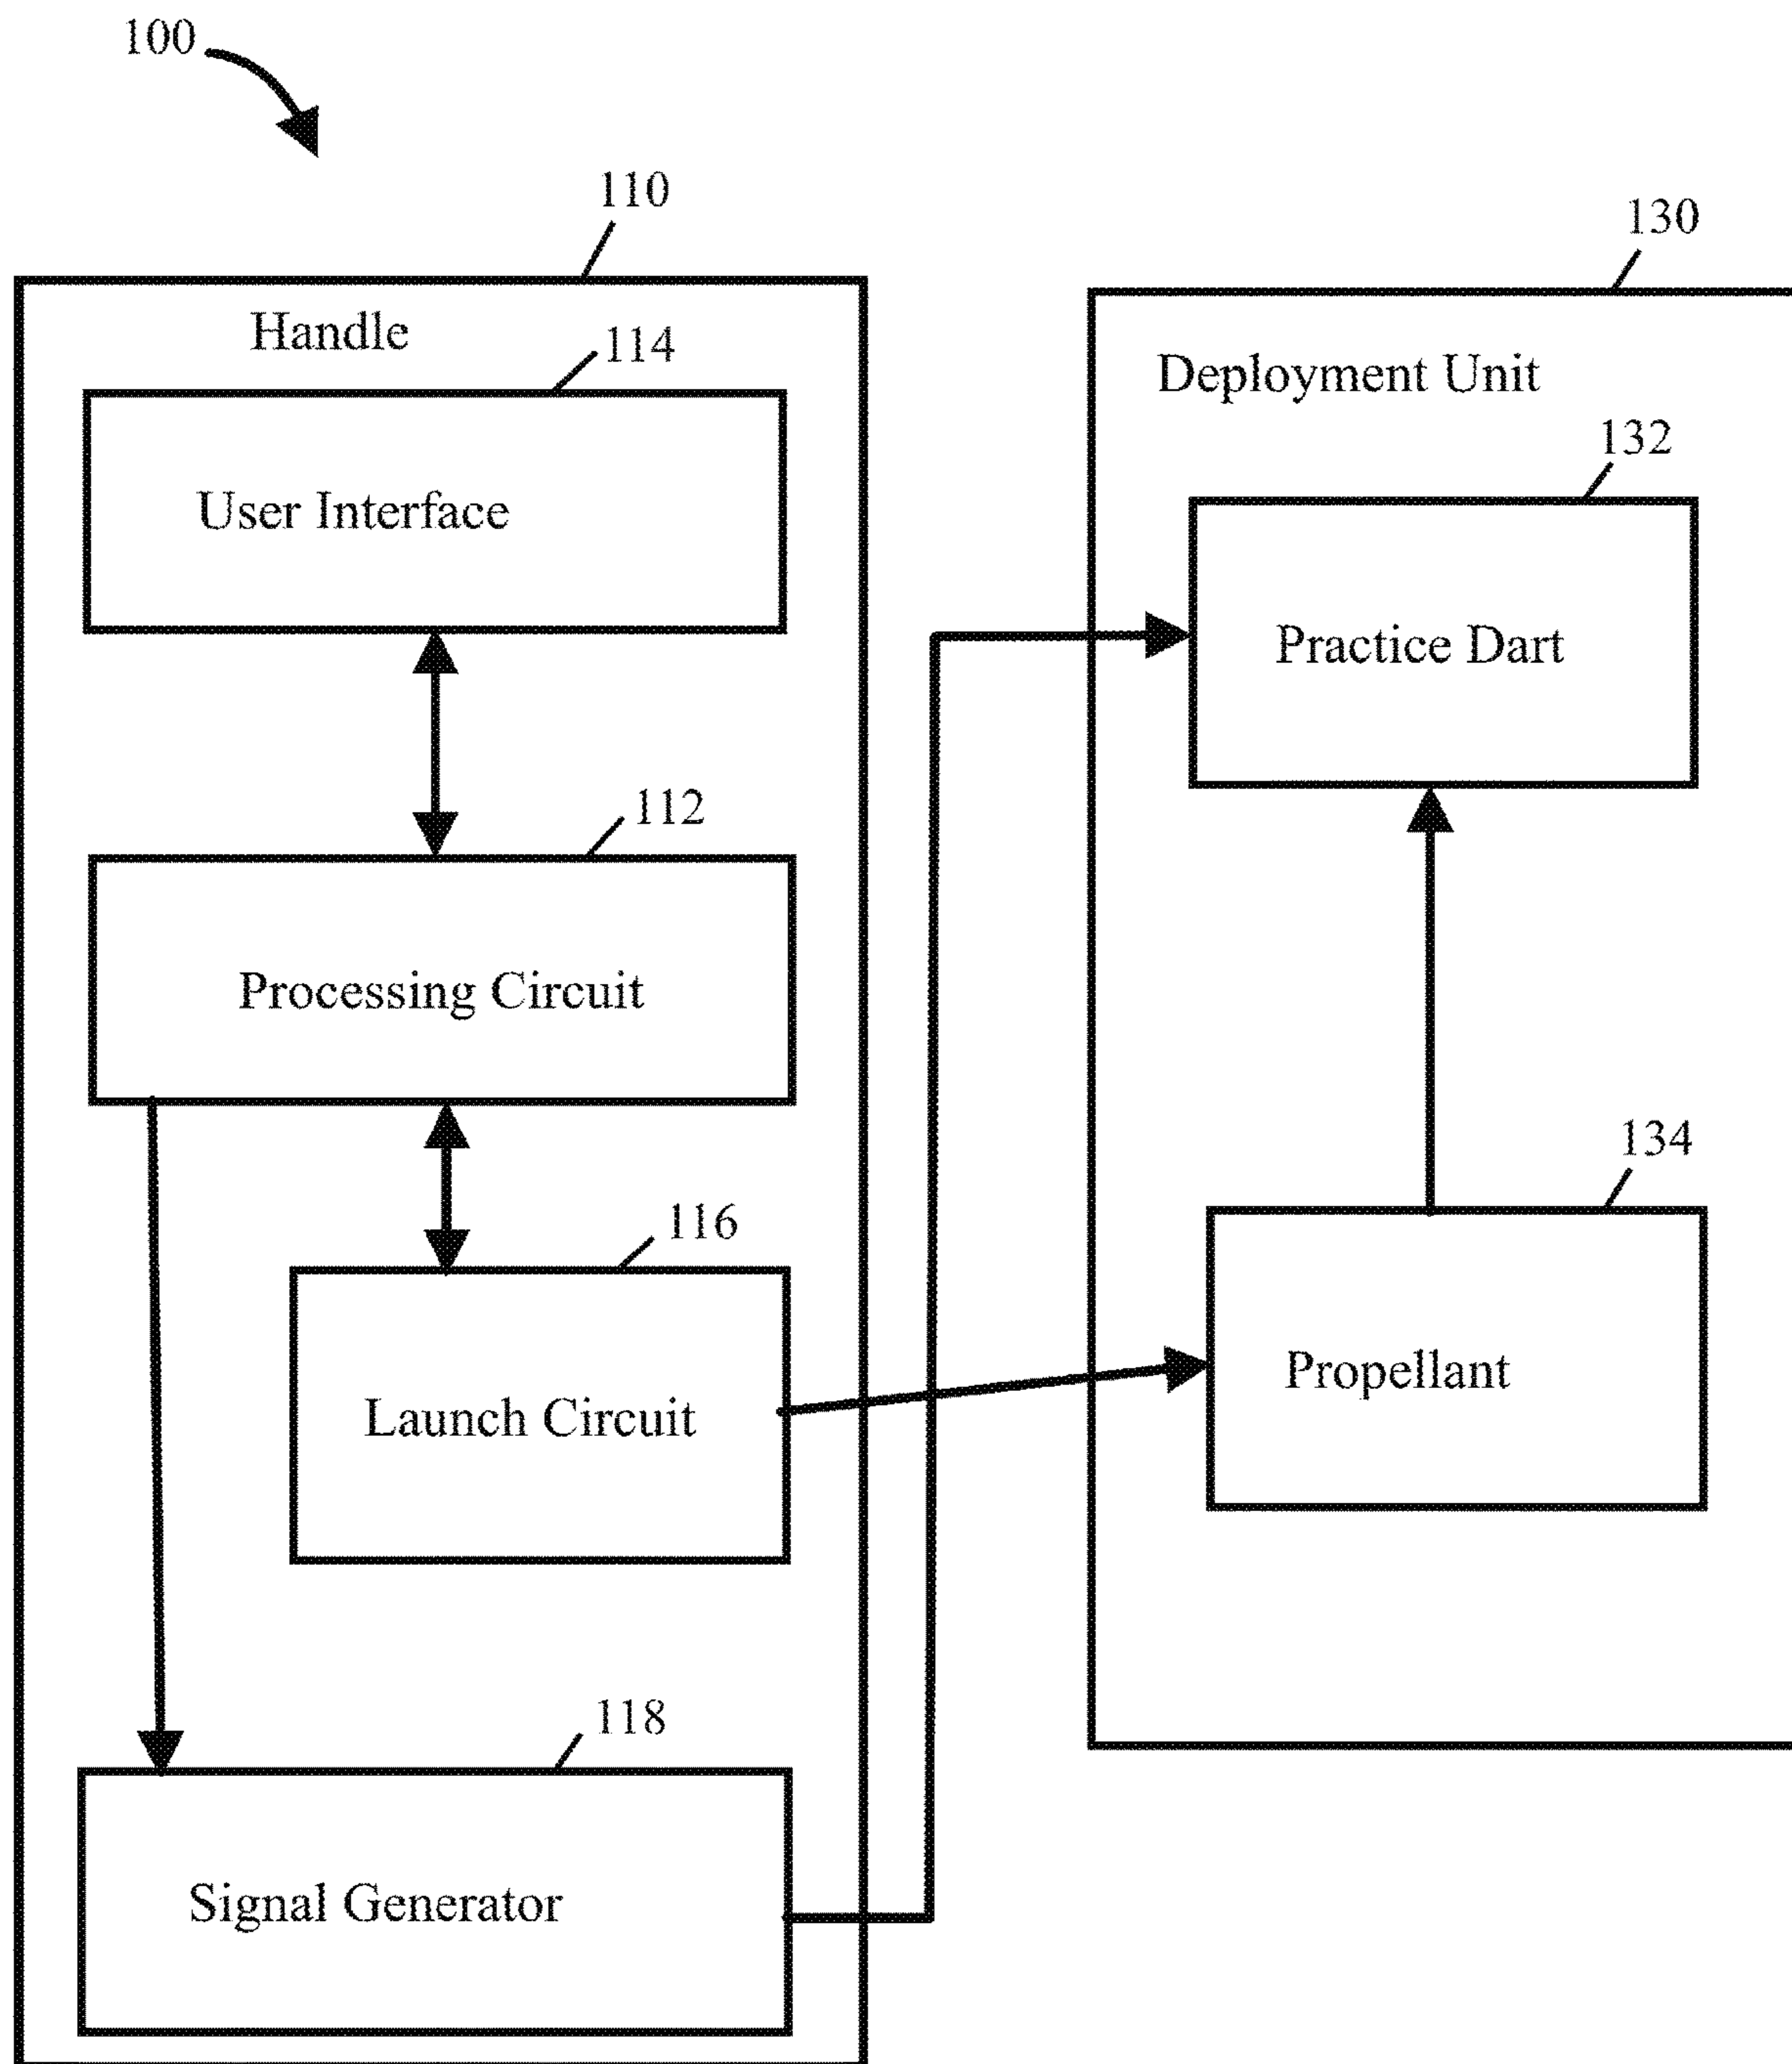 100
110
130
Handle
114
Deployment Unit
132
User Interface
Practice Dart
112
Processing Circuit
134
116
Propellant
Launch Circuit
118
Signal Generator